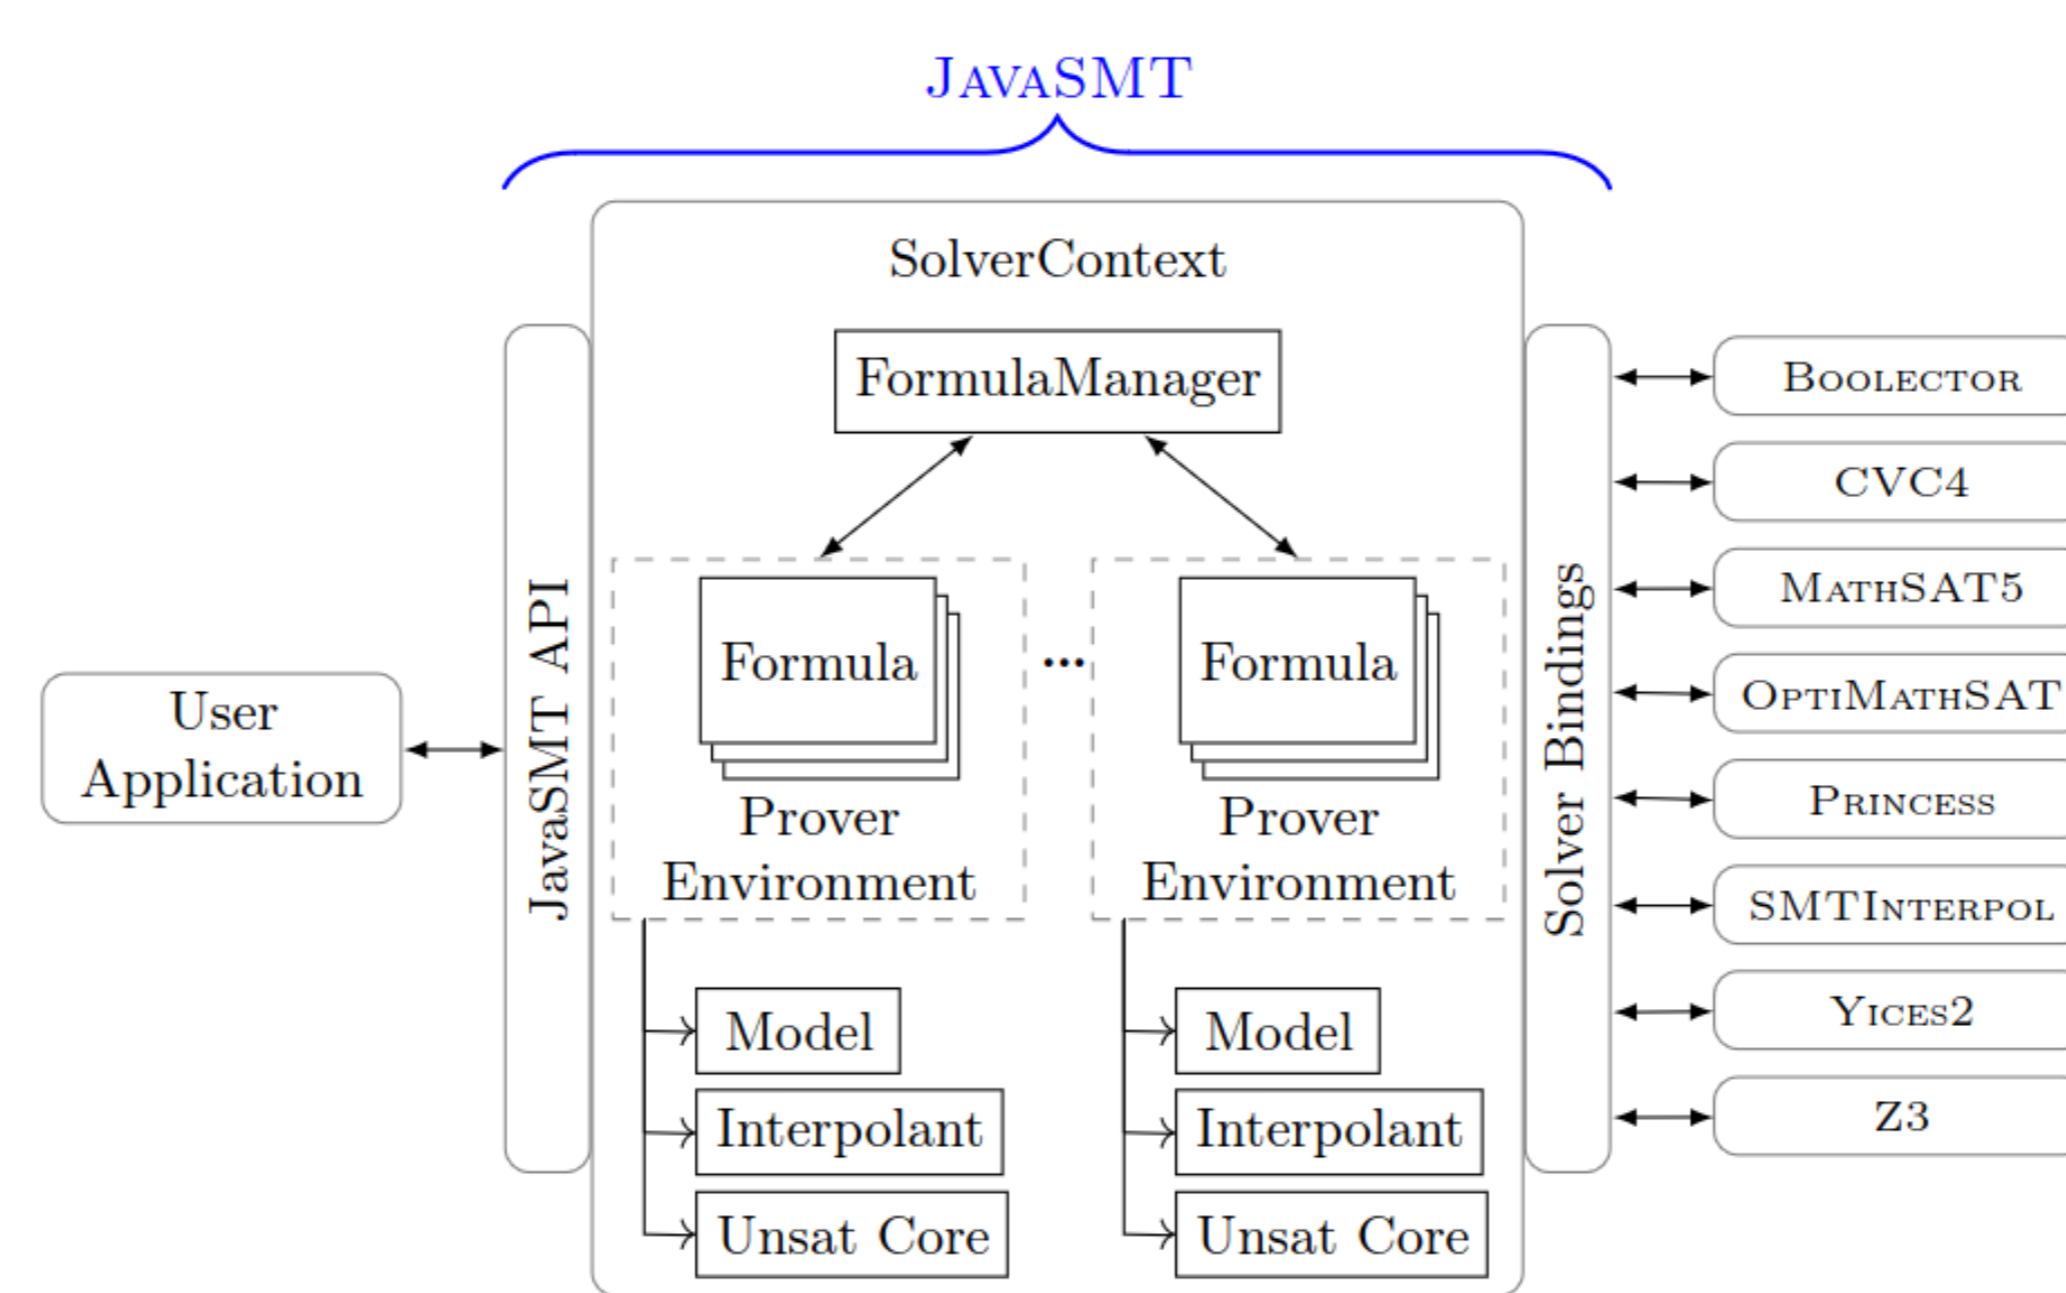 JavaSMT
SolverContext
FormulaManager
User
Application
JavaSMT API
Formula
Prover
Environment
Model
Interpolant
Unsat Core
...
Formula
Prover
Environment
Model
Interpolant
Unsat Core
Solver Bindings
Boolector
CVC4
MathSAT5
OptiMathSAT
Princess
SMTInterpol
Yices2
Z3